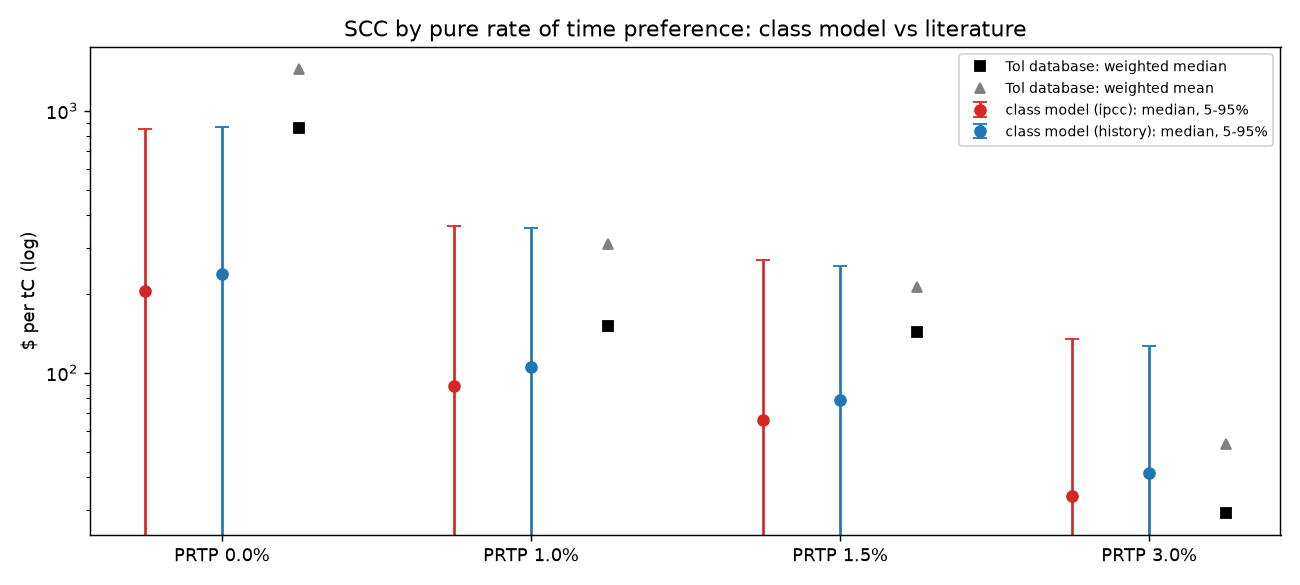 SCC by pure rate of time preference: class model vs literature
Tol database: weighted median
Tol database: weighted mean
class model (ipcc): median, 5-95%
class model (history): median, 5-95%
$ per tC (log)
10³
10²
PRTP 0.0%
PRTP 1.0%
PRTP 1.5%
PRTP 3.0%